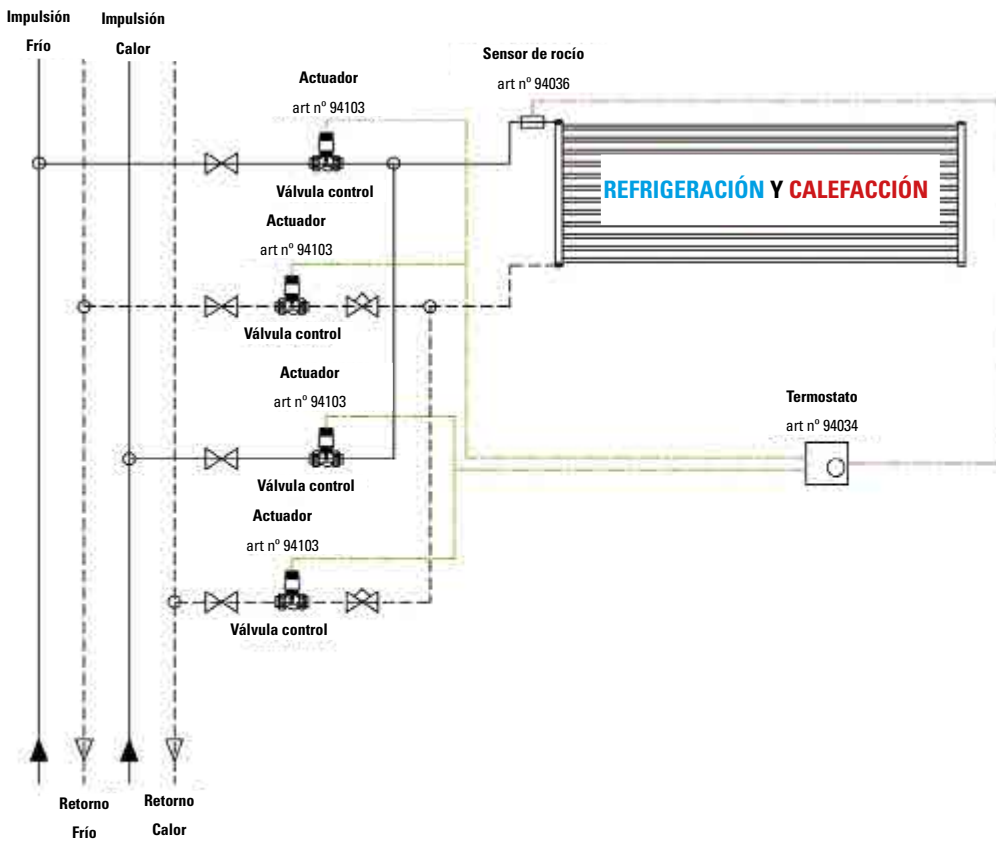 Impulsión
Frío
Impulsión
Calor
Sensor de rocío
art nº 94036
Actuador
art nº 94103
Válvula control
REFRIGERACIÓN Y CALEFACCIÓN
Actuador
art nº 94103
Válvula control
Actuador
art nº 94103
Válvula control
Termostato
art nº 94034
Actuador
art nº 94103
Válvula control
Retorno
Frío
Retorno
Calor